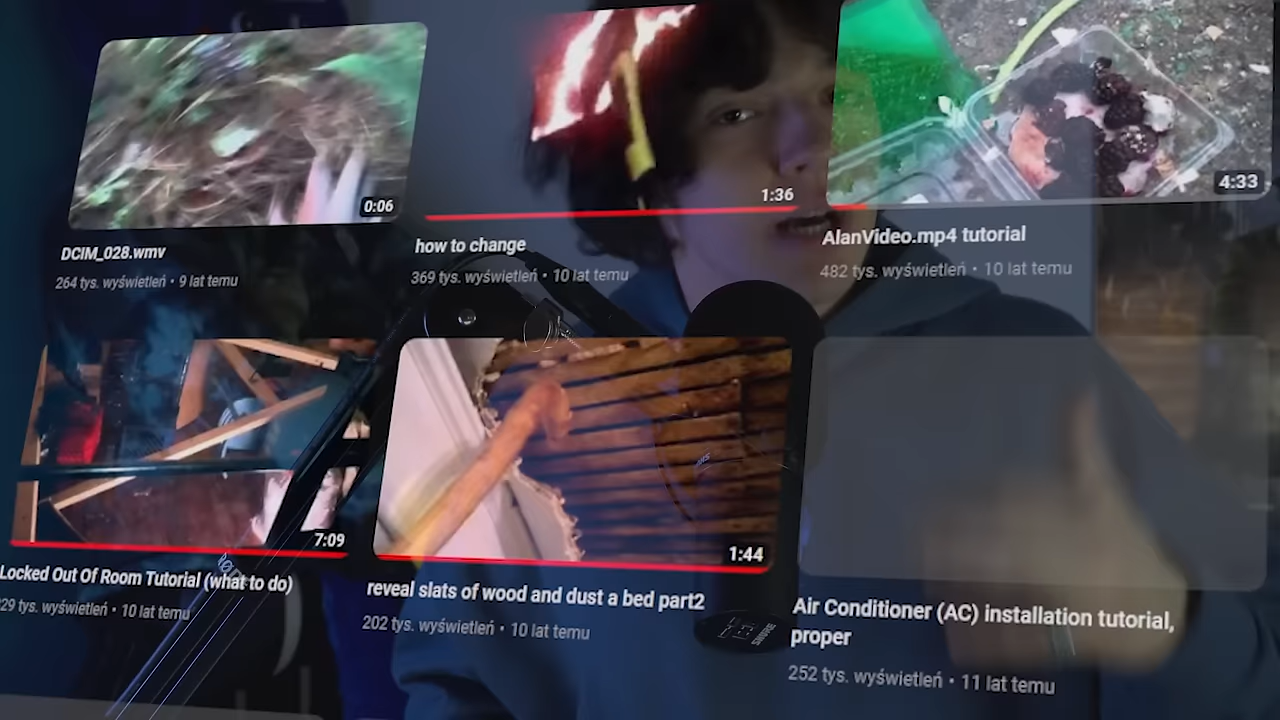 0:06
1:36
4:33
DCIM_028.wmv
how to change
AlanVideo.mp4 tutorial
264 tys. wyświetleń • 9 lat temu
369 tys. wyświetleń • 10 lat temu
482 tys. wyświetleń • 10 lat temu
7:09
1:44
Locked Out Of Room Tutorial (what to do)
reveal slats of wood and dust a bed part2
Air Conditioner (AC) installation tutorial,
proper
29 tys. wyświetleń • 10 lat temu
202 tys. wyświetleń • 10 lat temu
252 tys. wyświetleń • 11 lat temu